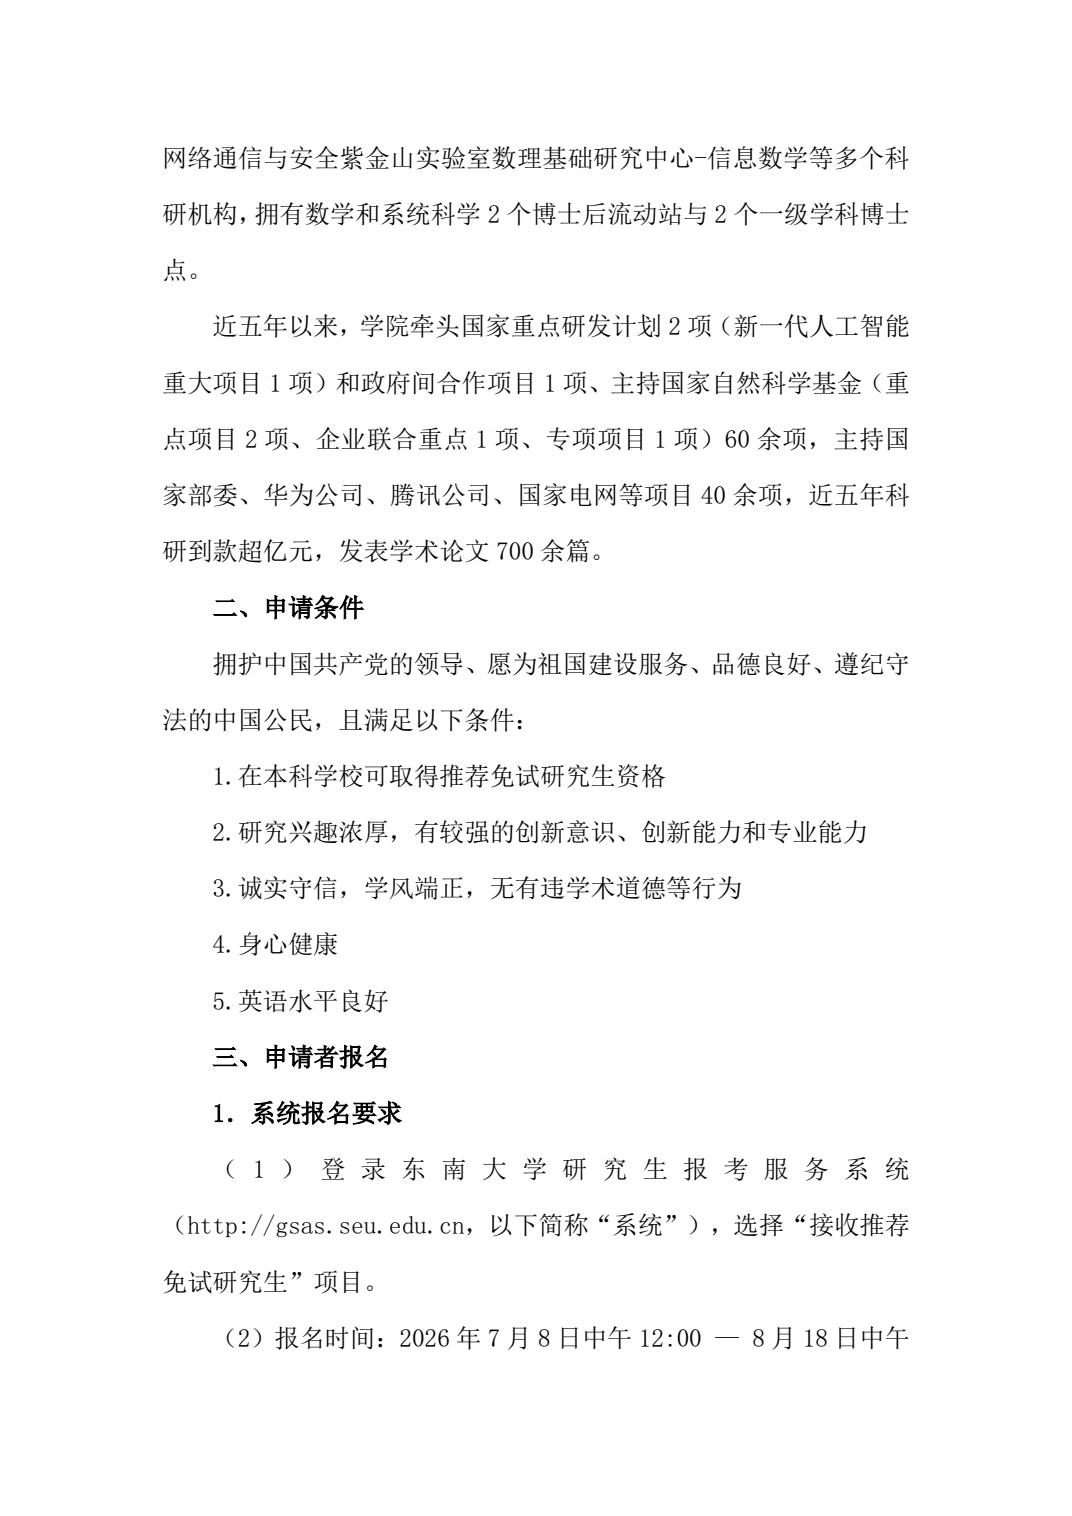 网络通信与安全紫金山实验室数理基础研究中心-信息数学等多个科
研机构，拥有数学和系统科学 2 个博士后流动站与 2 个一级学科博士
点。
近五年以来，学院牵头国家重点研发计划 2 项（新一代人工智能
重大项目 1 项）和政府间合作项目 1 项、主持国家自然科学基金（重
点项目 2 项、企业联合重点 1 项、专项项目 1 项）60 余项，主持国
家部委、华为公司、腾讯公司、国家电网等项目 40 余项，近五年科
研到款超亿元，发表学术论文 700 余篇。
二、申请条件
拥护中国共产党的领导、愿为祖国建设服务、品德良好、遵纪守
法的中国公民，且满足以下条件：
1.在本科学校可取得推荐免试研究生资格
2.研究兴趣浓厚，有较强的创新意识、创新能力和专业能力
3.诚实守信，学风端正，无有违学术道德等行为
4.身心健康
5.英语水平良好
三、申请者报名
1．系统报名要求
（1）登录东南大学研究生报考服务系统
（http://gsas.seu.edu.cn，以下简称“系统”），选择“接收推荐
免试研究生”项目。
（2）报名时间：2026 年 7 月 8 日中午 12:00 — 8 月 18 日中午